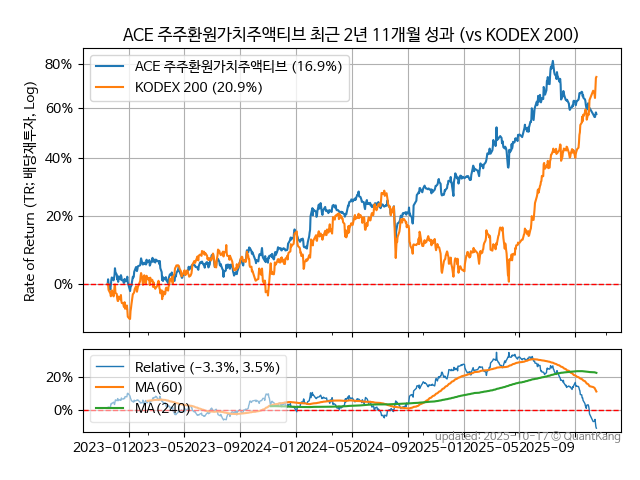 ACE 주주환원가치주액티브 최근 2년 11개월 성과 (vs KODEX 200)
Rate of Return (TR: 배당재투자, Log)
80%
60%
40%
20%
0%
ACE 주주환원가치주액티브 (16.9%)
KODEX 200 (20.9%)
20%
0%
Relative (−3.3%, 3.5%)
MA(60)
MA(240)
updated: 2025-10-17 © QuantKang
2023−01 2023−05 2023−09 2024−01 2024−05 2024−09 2025−01 2025−05 2025−09